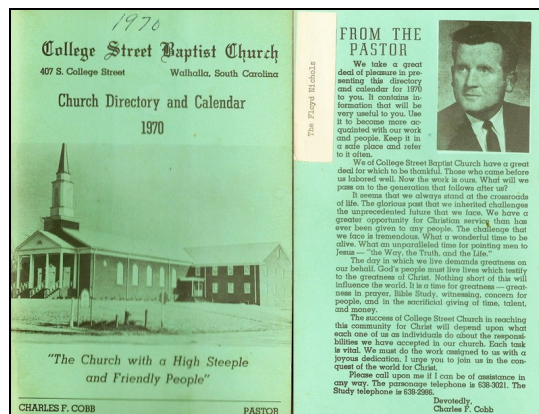 1970
College Street Baptist Church
407 S. College Street Walhalla, South Carolina
Church Directory and Calendar
1970
"The Church with a High Steeple
and Friendly People"
CHARLES F. COBB PASTOR
The Floyd Nichols
FROM THE
PASTOR
We take a great
deal of pleasure in pre-
senting this directory
and calendar for 1970
to you. It contains in-
formation that will be
very useful to you. Use
it to become more ac-
quainted with our work
and people. Keep it in
a safe place and refer
to it often.
We of College Street Baptist Church have a great
deal for which to be thankful. Those who came before
us labored well. Now the work is ours. What will we
pass on to the generation that follows after us?
It seems that we always stand at the crossroads
of life. The glorious past that we inherited challenges
the unprecedented future that we face. We have a
greater opportunity for Christian service than has
ever been given to any people. The challenge that
we face is tremendous. What a wonderful time to be
alive. What an unparalleled time for pointing men to
Jesus — "the Way, the Truth, and the Life."
The day in which we live demands greatness on
our behalf. God's people must live lives which testify
to the greatness of Christ. Nothing short of this will
influence the world. It is a time for greatness — great-
ness in prayer, Bible Study, witnessing, concern for
people, and in the sacrificial giving of time, talent,
and money.
The success of College Street Church in reaching
this community for Christ will depend upon what
each one of us as individuals do about the responsi-
bilities we have accepted in our church. Each task
is vital. We must do the work assigned to us with a
joyous dedication. I urge you to join us in the con-
quest of the world for Christ.
Please call upon me if I can be of assistance in
any way. The parsonage telephone is 638-3021. The
Study telephone is 638-2986.
Devotedly,
Charles F. Cobb